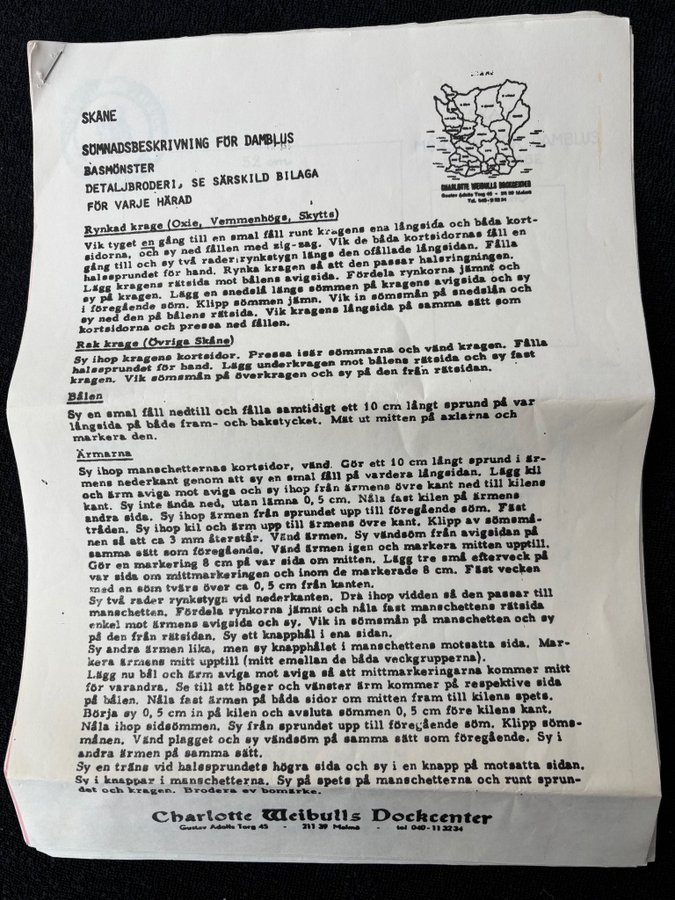 SKÅNE
SÖMNADSBESKRIVNING FÖR DAMBLUS
BASMÖNSTER
DETALJBRODERI, SE SÄRSKILD BILAGA
FÖR VARJE HÄRAD
CHARLOTTE WEIBULLS DOCKCENTER
Gustav Adolfs Torg 45 - 211 39 Malmö
Rynkad krage (Oxie, Vemmenhögs, Skytts)
Vik tyget en gång till en smal fåll runt kragens ena långsida och båda kort-
sidorna, och sy ned fållen med zig-zag. Vik de båda kortsidornas fåll en
gång till och sy två rader rynkstygn längs den ofållade långsidan. Fålla
halssprundet för hand. Rynka kragen så att den passar halsringningen.
Lägg kragens rätsida mot bålens avigsida. Fördela rynkorna jämnt och
sy på kragen. Lägg en snedslå längs sömmen på kragens avigsida och sy
i föregående söm. Klipp sömmen jämn. Vik in sömsmån på snedslån och
sy ned den på bålens rätsida. Vik kragens långsida på samma sätt som
kortsidorna och pressa ned fållen.
Rak krage (Övriga Skåne)
Sy ihop kragens kortsidor. Pressa isär sömmarna och vänd kragen. Fålla
halssprundet för hand. Lägg underkragen mot bålens rätsida och sy fast
kragen. Vik sömsmån på överkragen och sy på den från rätsidan.
Bålen
Sy en smal fåll nedtill och fålla samtidigt ett 10 cm långt sprund på var
långsida på både fram- och bakstycket. Mät ut mitten på axlarna och
markera den.
Ärmarna
Sy ihop manschetternas kortsidor, vänd. Gör ett 10 cm långt sprund i är-
mens nederkant genom att sy en smal fåll på vardera långsidan. Lägg kil
och ärm aviga mot aviga och sy ihop från ärmens övre kant ned till kilens
kant. Sy inte ända ned, utan lämna 0,5 cm. Nåla fast kilen på ärmens
andra sida. Sy ihop ärmen från sprundet upp till föregående söm. Fäst
tråden. Sy ihop kil och ärm upp till ärmens övre kant. Klipp av sömsmå-
nen så att ca 3 mm återstår. Vänd ärmen. Sy vändsöm från avigsidan på
samma sätt som föregående. Vänd ärmen igen och markera mitten upptill.
Gör en markering 8 cm på var sida om mitten. Lägg tre små efterveck på
var sida om mittmarkeringen och inom de markerade 8 cm. Fäst vecken
med en söm tvärs över ca 0,5 cm från kanten.
Sy två rader rynkstygn vid nederkanten. Dra ihop vidden så den passar till
manschetten. Fördela rynkorna jämnt och nåla fast manschettens rätsida
enkel mot ärmens avigsida och sy. Vik in sömsmån på manschetten och sy
på den från rätsidan. Sy ett knapphål i ena sidan.
Sy andra ärmen lika, men sy knapphålet i manschettens motsatta sida. Mar-
kera ärmens mitt upptill (mitt emellan de båda veckgrupperna).
Lägg nu bål och ärm aviga mot aviga så att mittmarkeringarna kommer mitt
för varandra. Se till att höger och vänster ärm kommer på respektive sida
på bålen. Nåla fast ärmen på båda sidor om mitten fram till kilens spets.
Börja sy 0,5 cm in på kilen och avsluta sömmen 0,5 cm före kilens kant.
Nåla ihop sidsömmen. Sy från sprundet upp till föregående söm. Klipp söms-
månen. Vänd plagget och sy vändsöm på samma sätt som föregående. Sy i
andra ärmen på samma sätt.
Sy en träns vid halssprundets högra sida och sy i en knapp på motsatta sidan.
Sy i knappar i manschetterna. Sy på spets på manschetterna och runt sprun-
det och kragen. Brodera ev bomärke.
Charlotte Weibulls Dockcenter
Gustav Adolfs Torg 45 - 211 39 Malmö - tel 040-11 32 34